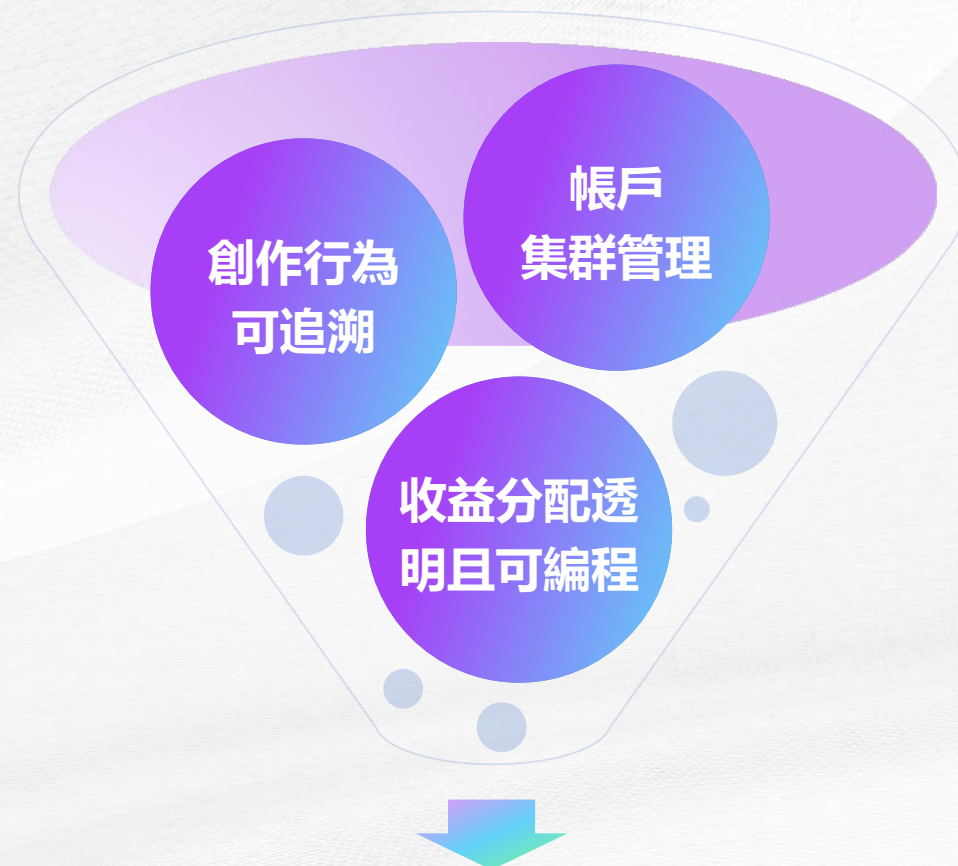 帳戶
集群管理
創作行為
可追溯
收益分配透
明且可編程